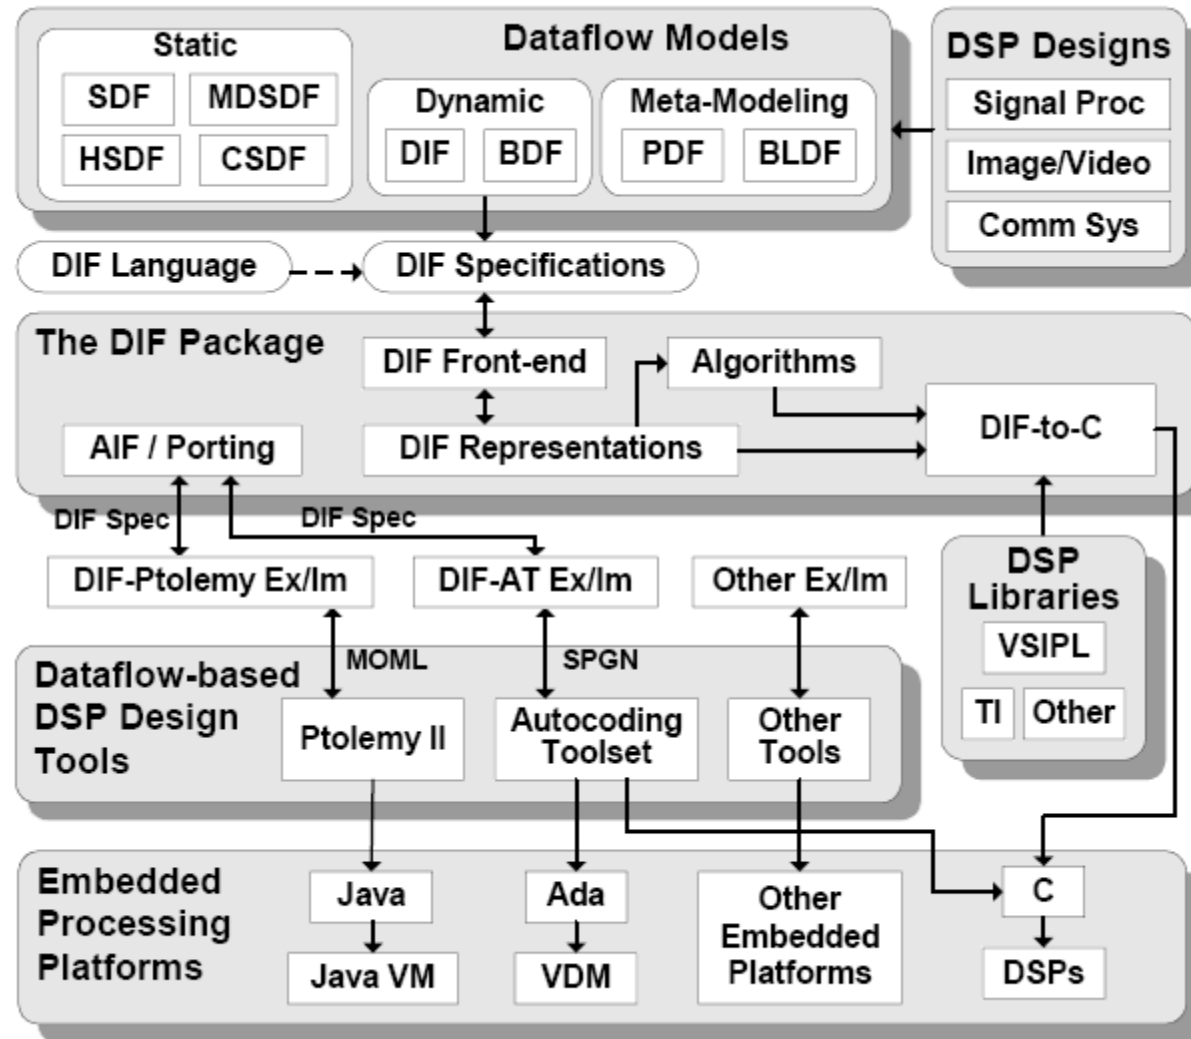 Dataflow Models
Static
SDF
MDSDF
HSDF
CSDF
Dynamic
DIF
BDF
Meta-Modeling
PDF
BLDF
DSP Designs
Signal Proc
Image/Video
Comm Sys
DIF Language
DIF Specifications
The DIF Package
DIF Front-end
Algorithms
DIF-to-C
AIF / Porting
DIF Representations
DIF Spec
DIF Spec
DIF-Ptolemy Ex/Im
DIF-AT Ex/Im
Other Ex/Im
DSP
Libraries
VSIPL
TI
Other
MOML
SPGN
Dataflow-based
DSP Design
Tools
Ptolemy II
Autocoding
Toolset
Other
Tools
Embedded
Processing
Platforms
Java
Ada
Other
Embedded
Platforms
C
Java VM
VDM
DSPs